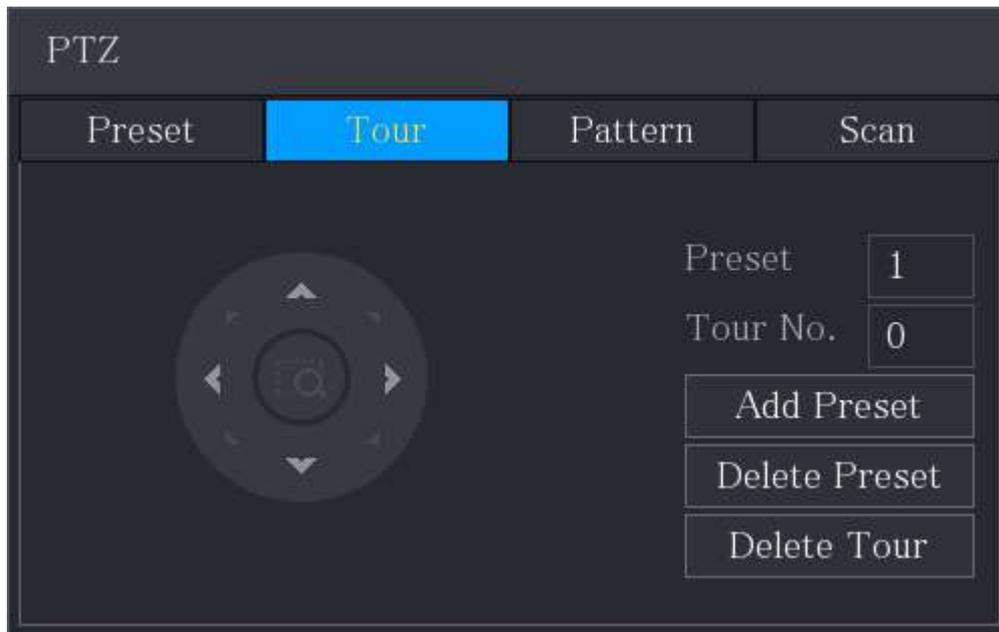 PTZ
Preset Tour Pattern Scan
Preset 1
Tour No. 0
Add Preset
Delete Preset
Delete Tour